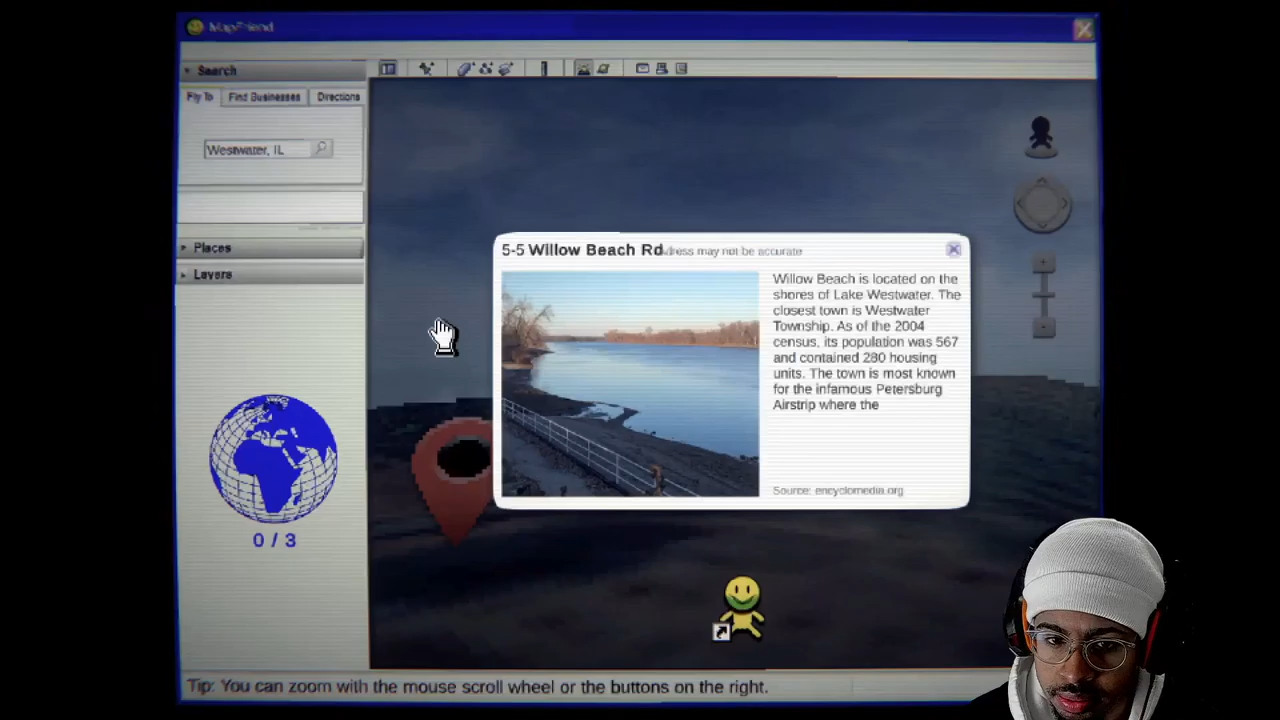 MapFriend
Search
Fly To
Find Businesses
Directions
Westwater, IL
Places
Layers
0 / 3
5-5 Willow Beach Rd
may not be accurate
Willow Beach is located on the
shores of Lake Westwater. The
closest town is Westwater
Township. As of the 2004
census, its population was 567
and contained 280 housing
units. The town is most known
for the infamous Petersburg
Airstrip where the
Source: encyclomedia.org
Tip: You can zoom with the mouse scroll wheel or the buttons on the right.